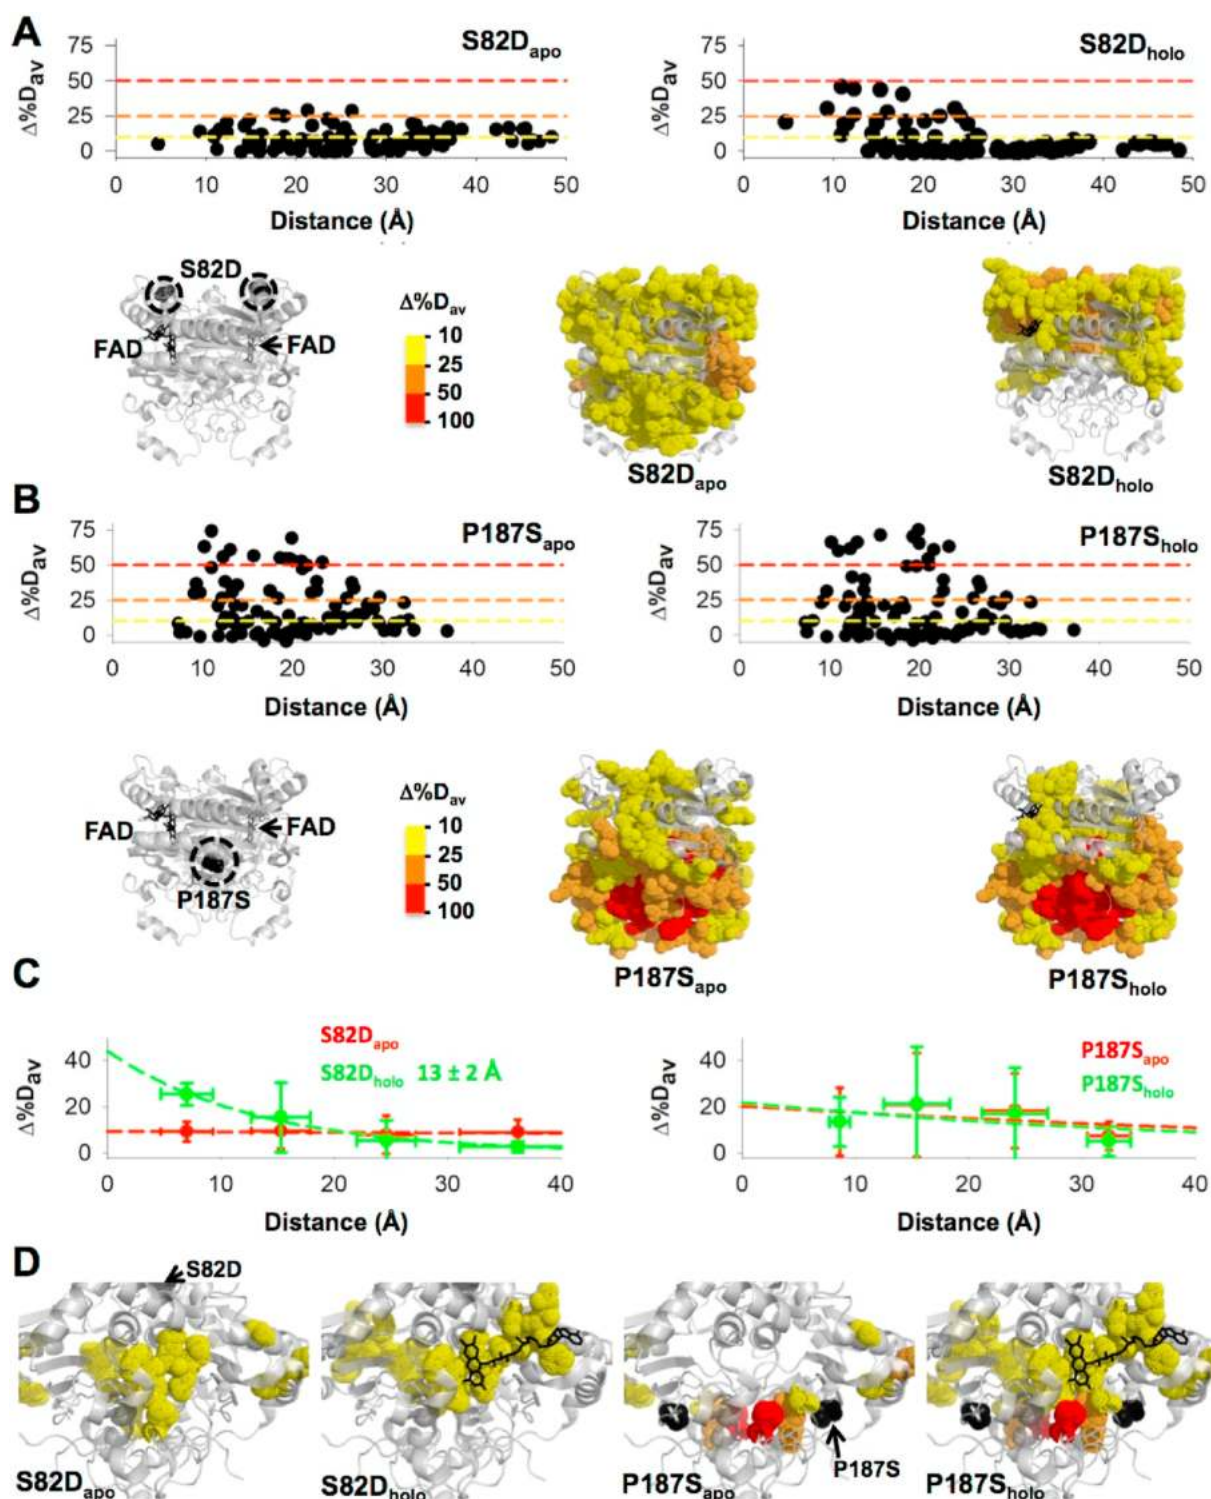 A
S82Dapo
S82Dholo
75
50
25
0
Δ%Dav
0 10 20 30 40 50
Distance (Å)
75
50
25
0
Δ%Dav
0 10 20 30 40 50
Distance (Å)
S82D
FAD
FAD
Δ%Dav
10
25
50
100
S82Dapo
S82Dholo
B
P187Sapo
P187Sholo
75
50
25
0
Δ%Dav
0 10 20 30 40 50
Distance (Å)
75
50
25
0
Δ%Dav
0 10 20 30 40 50
Distance (Å)
FAD
FAD
P187S
Δ%Dav
10
25
50
100
P187Sapo
P187Sholo
C
S82Dapo
S82Dholo 13 ± 2 Å
40
20
0
Δ%Dav
0 10 20 30 40
Distance (Å)
P187Sapo
P187Sholo
40
20
0
Δ%Dav
0 10 20 30 40
Distance (Å)
D
S82D
S82Dapo
S82Dholo
P187Sapo
P187S
P187Sholo